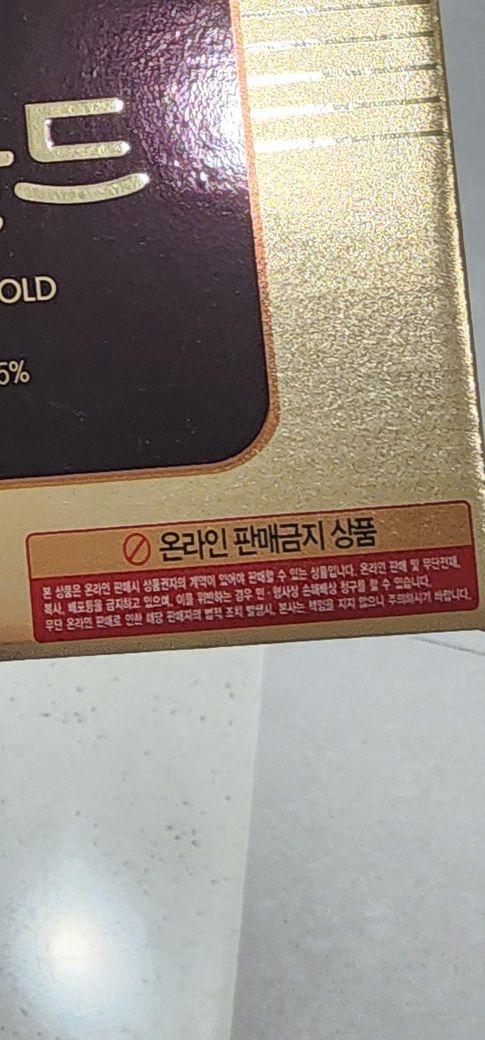 드
OLD
5%
온라인 판매금지 상품
본 상품은 온라인 판매시 상품권자의 계약이 있어야 판매할 수 있는 상품입니다. 온라인 판매 및 무단전재,
복사, 배포등을 금지하고 있으며, 이를 위반하는 경우 민·형사상 손해배상 청구를 할 수 있습니다.
무단 온라인 판매로 인한 해당 판매자의 법적 조치 발생시, 본사는 책임을 지지 않으니 주의하시기 바랍니다.